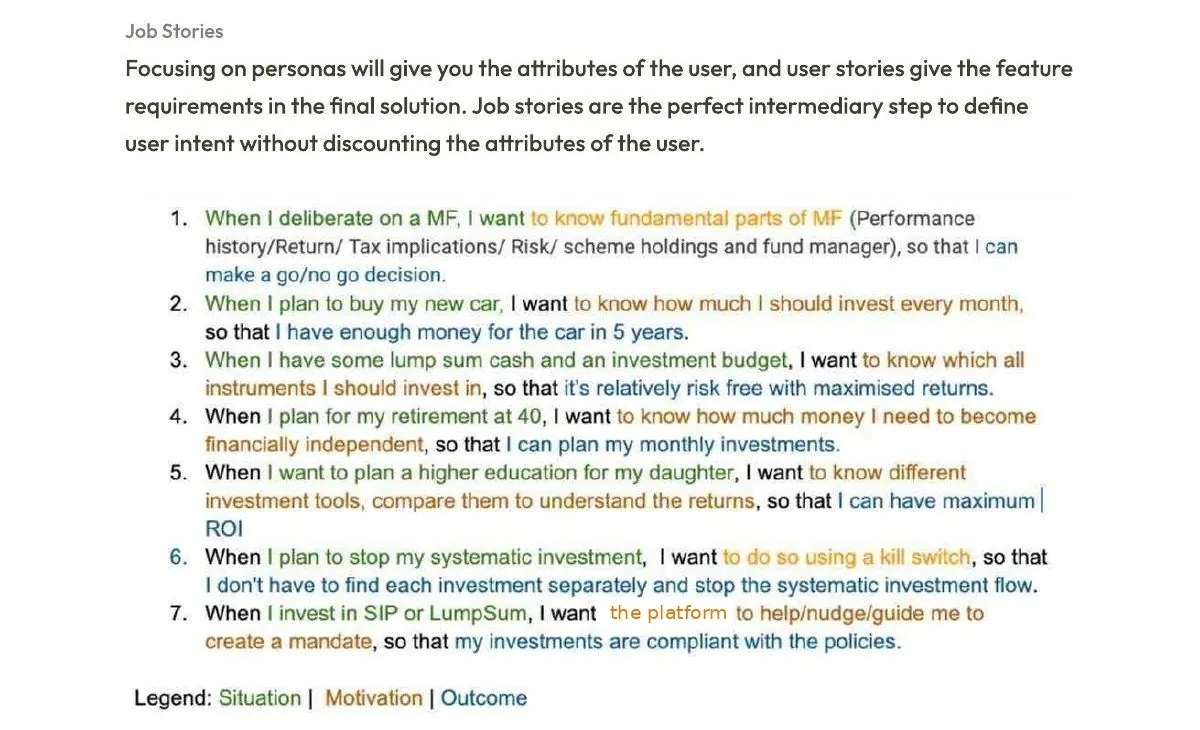 Job Stories
Focusing on personas will give you the attributes of the user, and user stories give the feature
requirements in the final solution. Job stories are the perfect intermediary step to define
user intent without discounting the attributes of the user.
1. When I deliberate on a MF, I want to know fundamental parts of MF (Performance
history/Return/ Tax implications/ Risk/ scheme holdings and fund manager), so that I can
make a go/no go decision.
2. When I plan to buy my new car, I want to know how much I should invest every month,
so that I have enough money for the car in 5 years.
3. When I have some lump sum cash and an investment budget, I want to know which all
instruments I should invest in, so that it's relatively risk free with maximised returns.
4. When I plan for my retirement at 40, I want to know how much money I need to become
financially independent, so that I can plan my monthly investments.
5. When I want to plan a higher education for my daughter, I want to know different
investment tools, compare them to understand the returns, so that I can have maximum
ROI
6. When I plan to stop my systematic investment, I want to do so using a kill switch, so that
I don't have to find each investment separately and stop the systematic investment flow.
7. When I invest in SIP or LumpSum, I want the platform to help/nudge/guide me to
create a mandate, so that my investments are compliant with the policies.
Legend: Situation | Motivation | Outcome